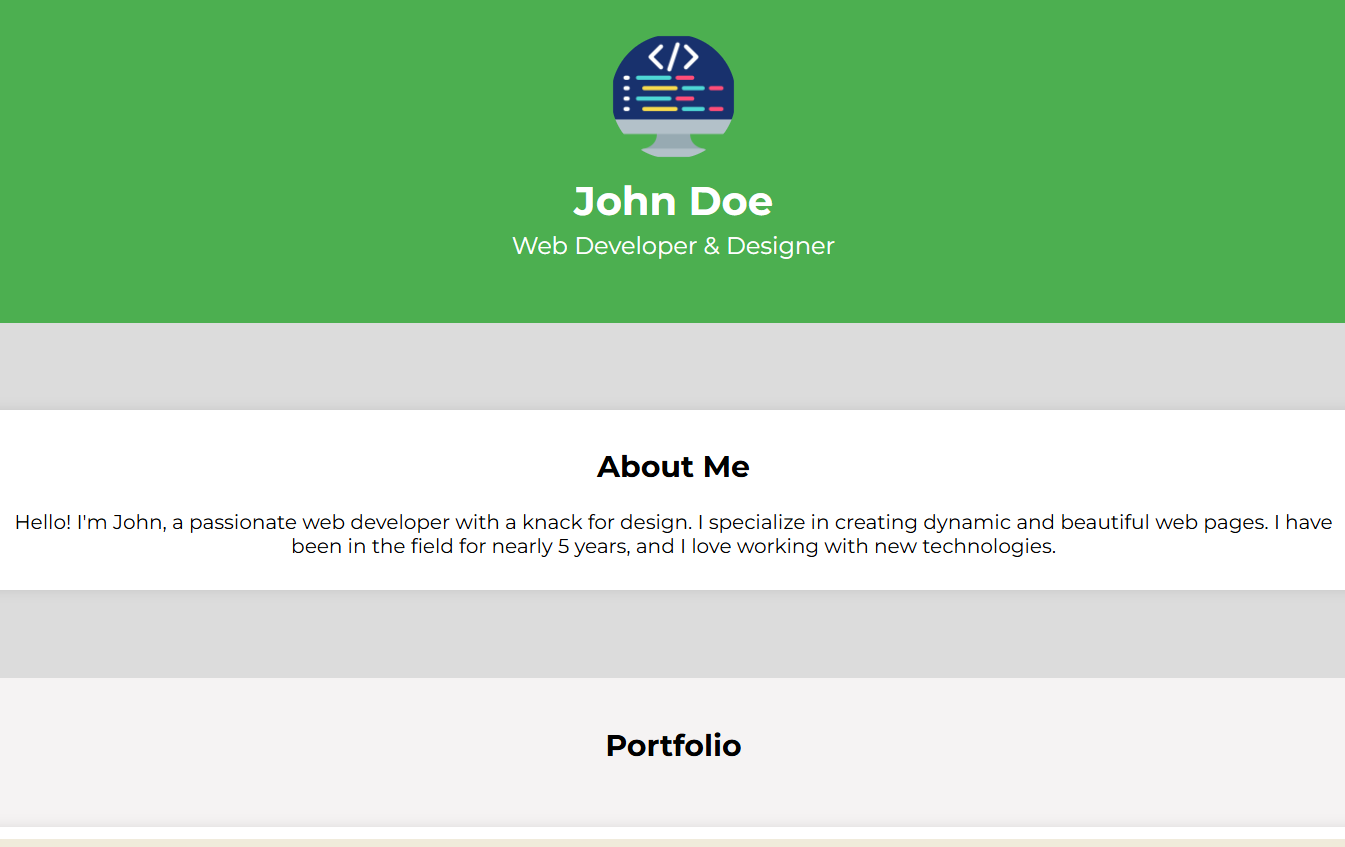 </>
John Doe
Web Developer & Designer
About Me
Hello! I'm John, a passionate web developer with a knack for design. I specialize in creating dynamic and beautiful web pages. I have
been in the field for nearly 5 years, and I love working with new technologies.
Portfolio